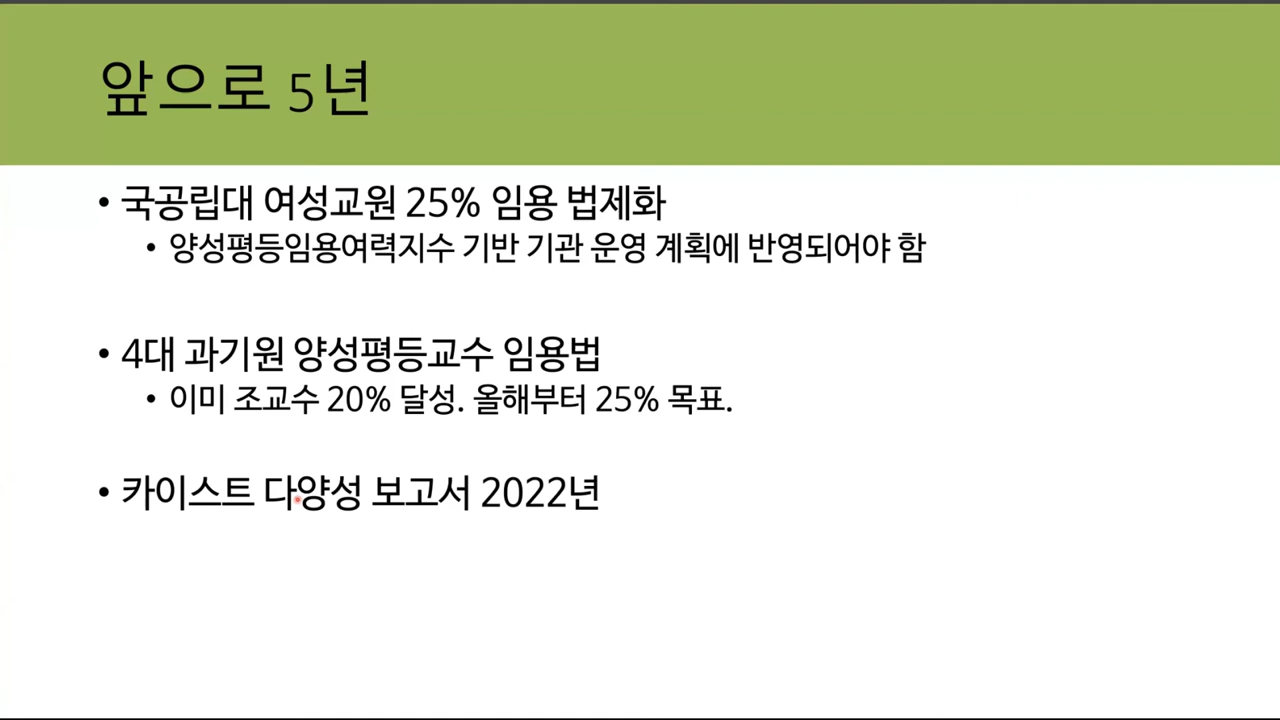 앞으로 5년
• 국공립대 여성교원 25% 임용 법제화
• 양성평등임용여력지수 기반 기관 운영 계획에 반영되어야 함
• 4대 과기원 양성평등교수 임용법
• 이미 조교수 20% 달성. 올해부터 25% 목표.
• 카이스트 다양성 보고서 2022년